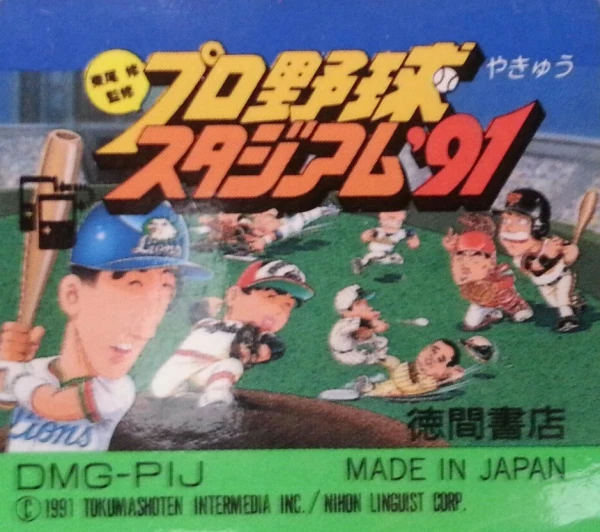 東尾 修
監修
プロ野球
やきゅう
スタジアム'91
Lions
Lions
徳間書店
DMG-PIJ
MADE IN JAPAN
© 1991 TOKUMASHOTEN INTERMEDIA INC./NIHON LINGUIST CORP.